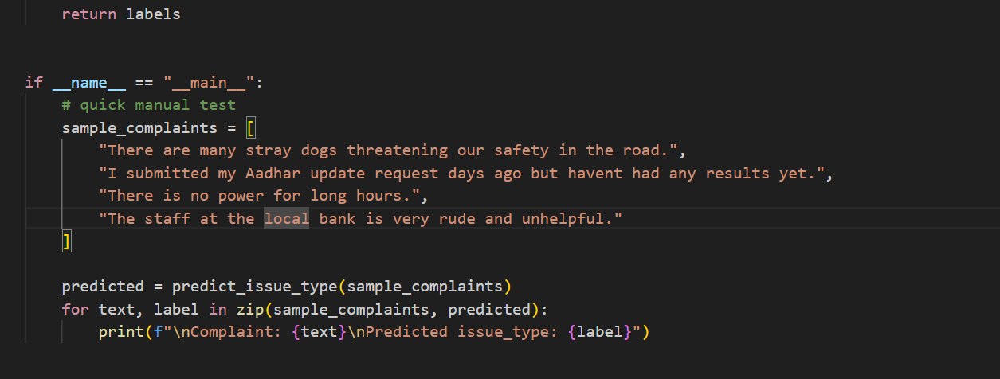 return labels
if __name__ == "__main__":
# quick manual test
sample_complaints = [
"There are many stray dogs threatening our safety in the road.",
"I submitted my Aadhar update request days ago but havent had any results yet.",
"There is no power for long hours.",
"The staff at the local bank is very rude and unhelpful."
]
predicted = predict_issue_type(sample_complaints)
for text, label in zip(sample_complaints, predicted):
print(f"\nComplaint: {text}\nPredicted issue_type: {label}")